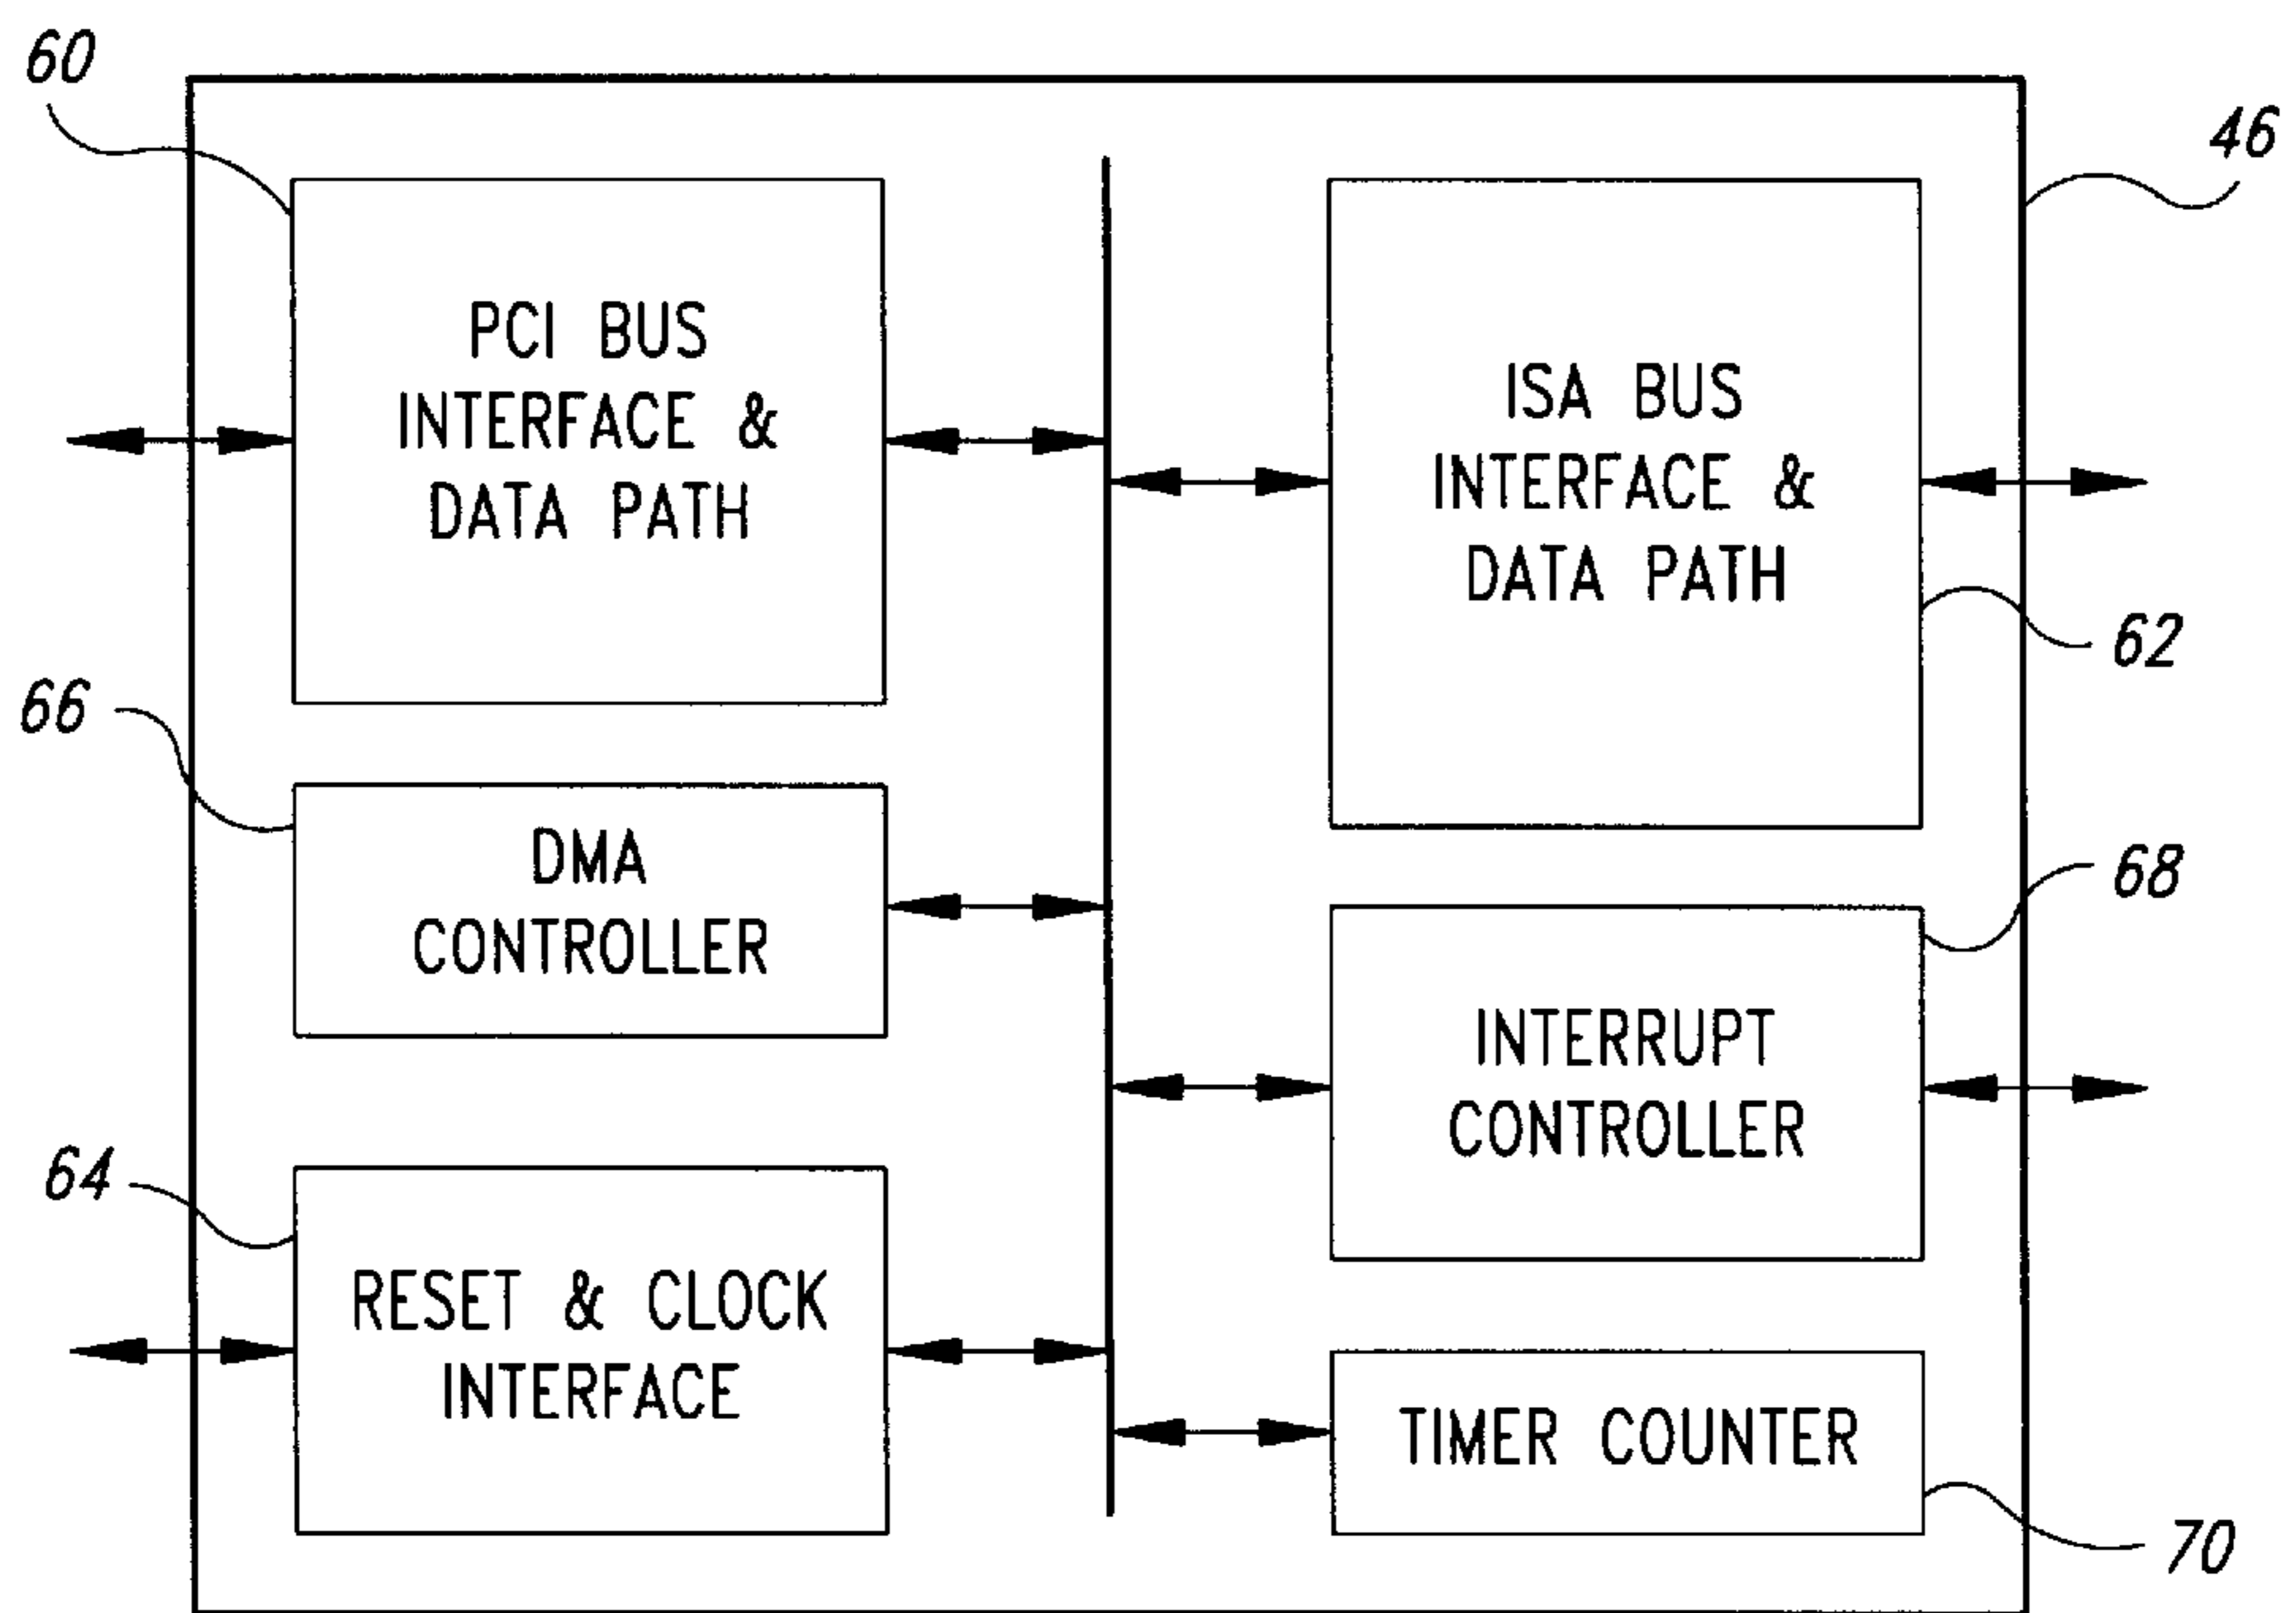 60
46
PCI BUS
INTERFACE &
DATA PATH
ISA BUS
INTERFACE &
DATA PATH
62
66
DMA
CONTROLLER
68
INTERRUPT
CONTROLLER
64
RESET & CLOCK
INTERFACE
TIMER COUNTER
70